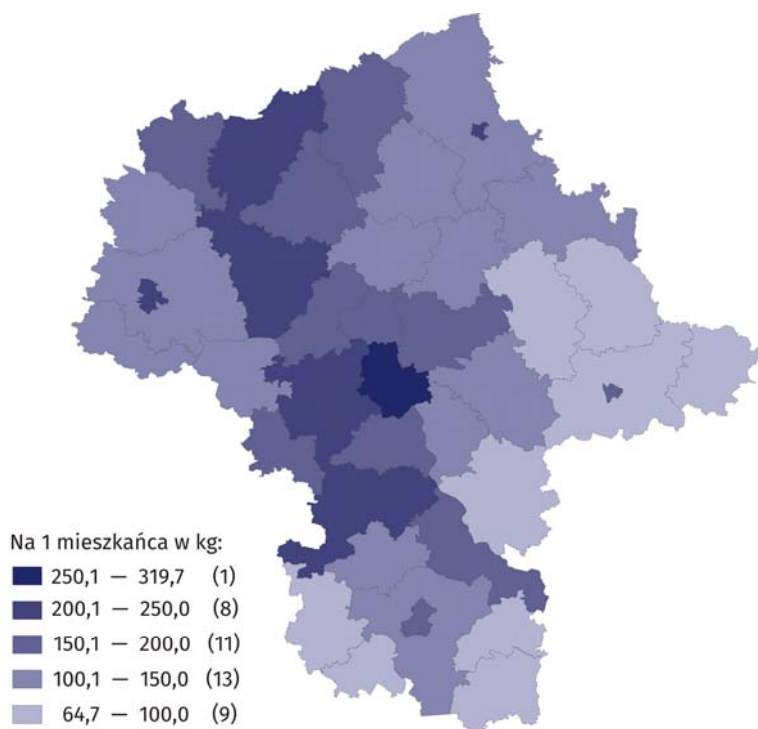 Na 1 mieszkańca w kg:
250,1 — 319,7 (1)
200,1 — 250,0 (8)
150,1 — 200,0 (11)
100,1 — 150,0 (13)
64,7 — 100,0 (9)